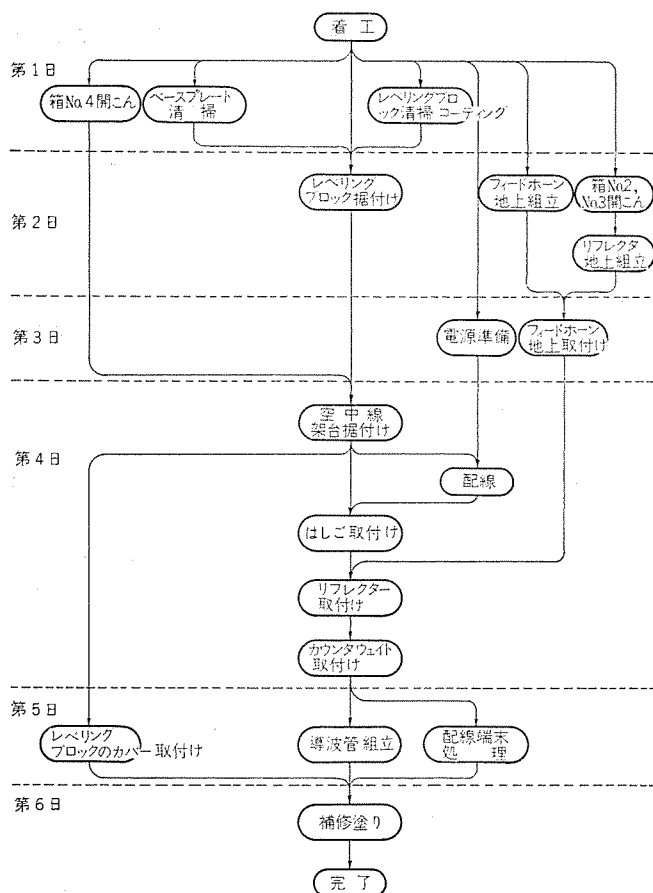 着工
第1日
箱No.4開こん
ベースプレート
清掃
レベリングブロ
ック清掃コーティング
レベリング
ブロック据付け
フィードホーン
地上組立
箱No.2,
No.3開こん
第2日
リフレクタ
地上組立
第3日
電源準備
フィードホーン
地上取付け
空中線
架台据付け
第4日
配線
はしご取付け
リフレクター
取付け
カウンタウェイト
取付け
第5日
レベリング
ブロックのカバー取付け
導波管組立
配線端末
処理
第6日
補修塗り
完了